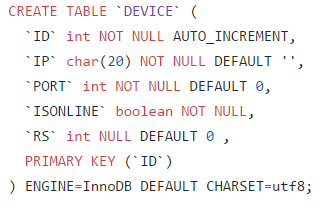 CREATE TABLE `DEVICE` (
  `ID` int NOT NULL AUTO_INCREMENT,
  `IP` char(20) NOT NULL DEFAULT '',
  `PORT` int NOT NULL DEFAULT 0,
  `ISONLINE` boolean NOT NULL,
  `RS` int NULL DEFAULT 0 ,
  PRIMARY KEY (`ID`)
) ENGINE=InnoDB DEFAULT CHARSET=utf8;